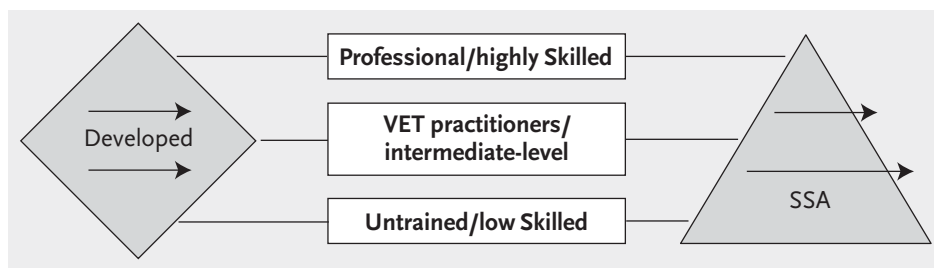 Professional/highly Skilled
Developed
VET practitioners/
intermediate-level
SSA
Untrained/low Skilled